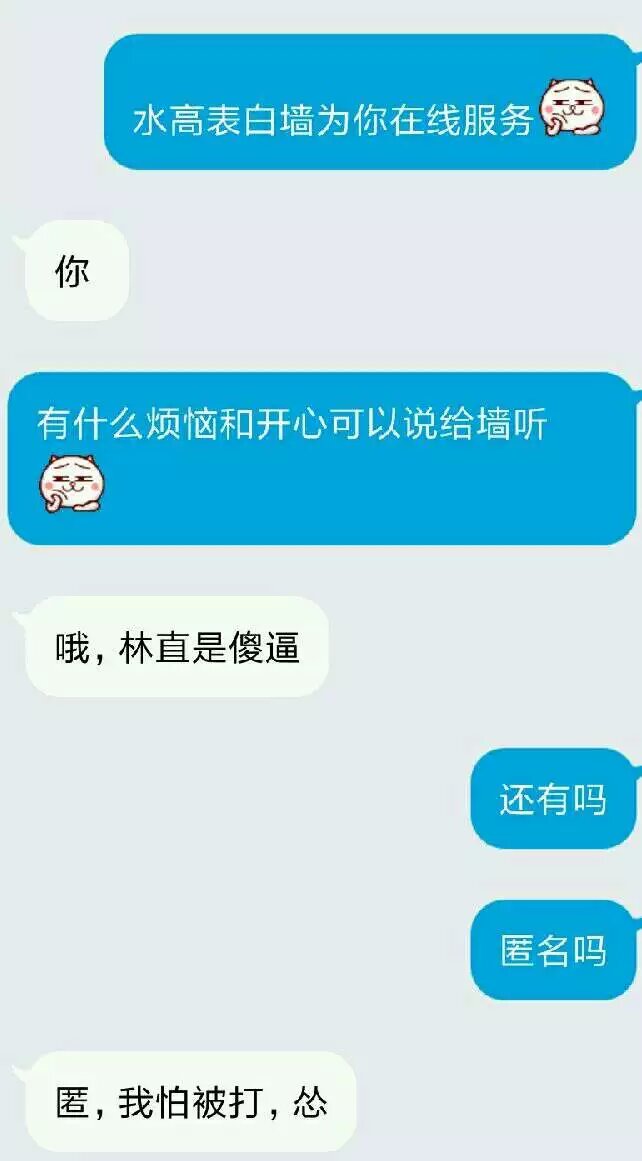 水高表白墙为你在线服务
你
有什么烦恼和开心可以说给墙听
哦，林直是傻逼
还有吗
匿名吗
匿，我怕被打，怂